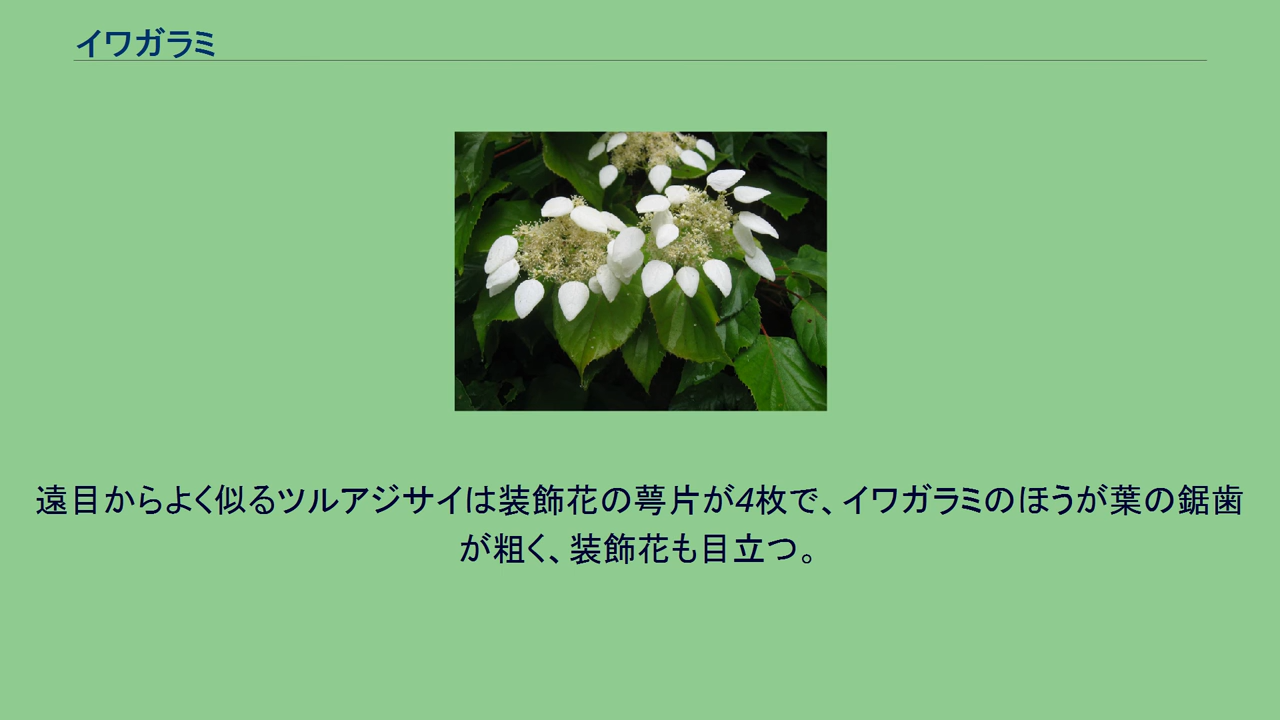 イワガラミ
遠目からよく似るツルアジサイは装飾花の萼片が4枚で、イワガラミのほうが葉の鋸歯
が粗く、装飾花も目立つ。